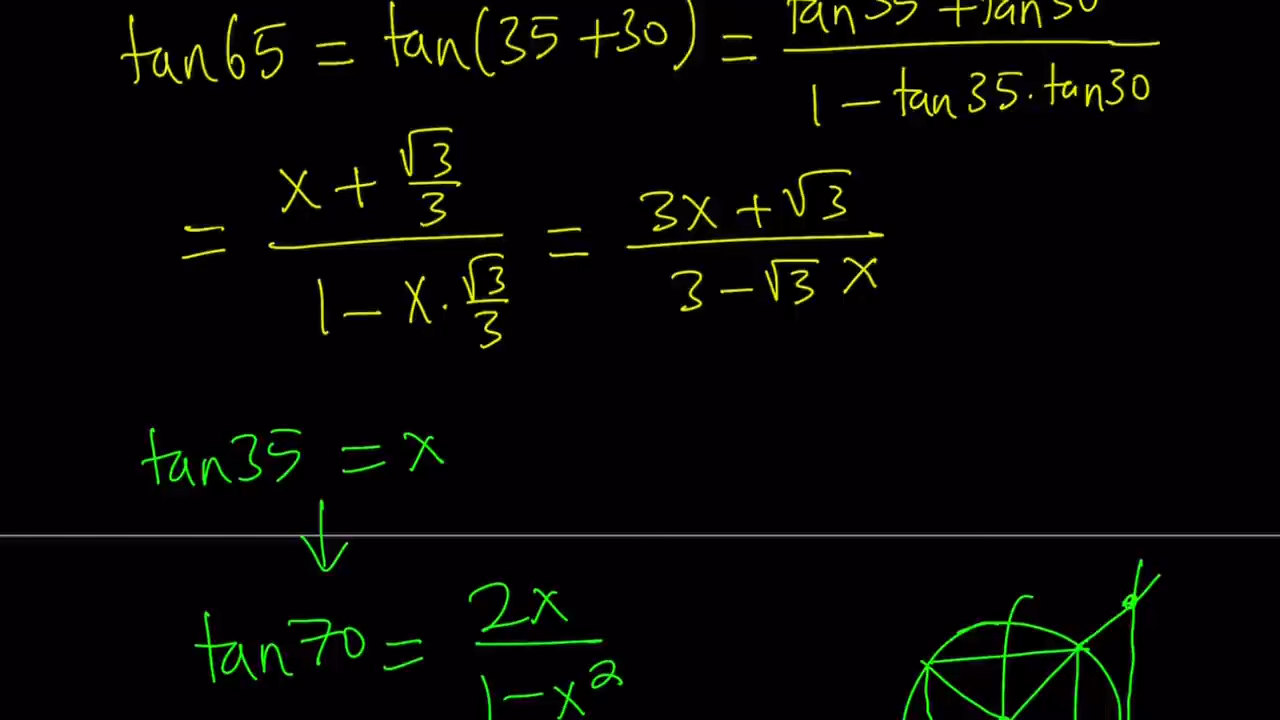 tan65 = tan(35+30) = (tan35 + tan30)/(1 - tan35·tan30)
= (x + √3/3)/(1 - x·√3/3) = (3x + √3)/(3 - √3 x)
tan35 = x
↓
tan70 = 2x/(1-x²)